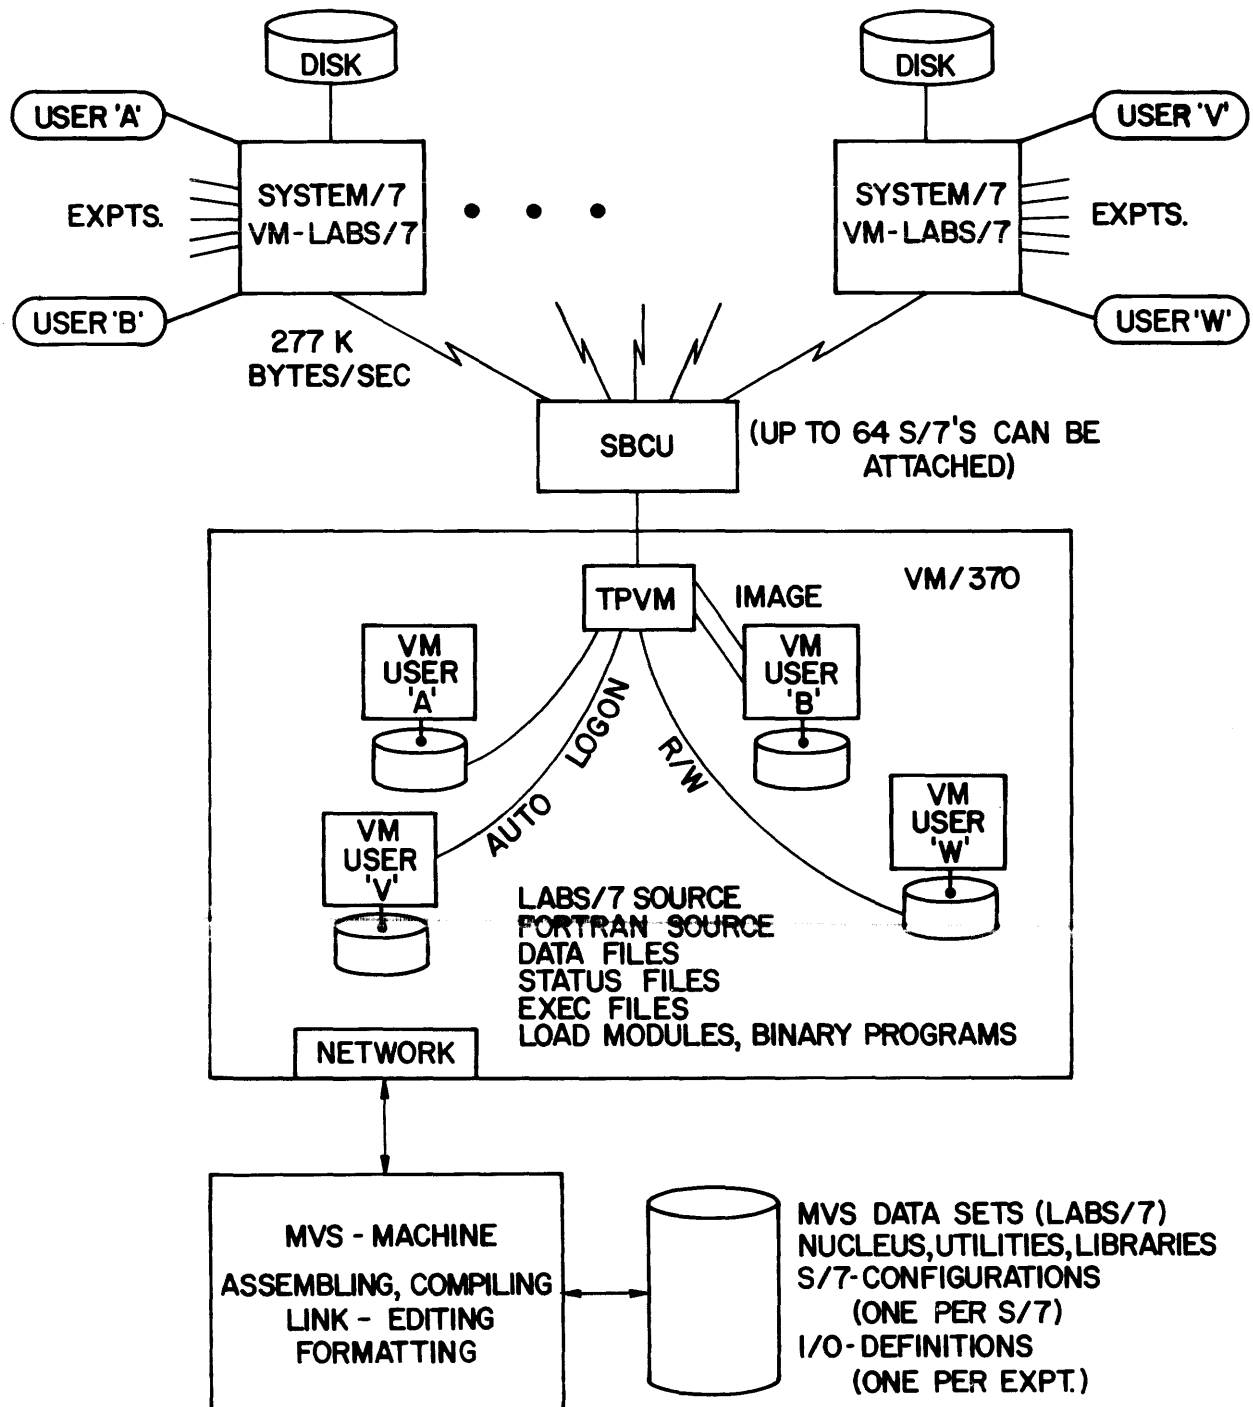 DISK
DISK
USER 'A'
USER 'V'
SYSTEM/7
VM-LABS/7
SYSTEM/7
VM-LABS/7
EXPTS.
EXPTS.
USER 'B'
USER 'W'
277 K
BYTES/SEC
SBCU
(UP TO 64 S/7'S CAN BE
ATTACHED)
VM/370
TPVM
IMAGE
VM
USER
'A'
VM
USER
'B'
AUTO LOGON
R/W
VM
USER
'V'
VM
USER
'W'
LABS/7 SOURCE
FORTRAN SOURCE
DATA FILES
STATUS FILES
EXEC FILES
LOAD MODULES, BINARY PROGRAMS
NETWORK
MVS - MACHINE
ASSEMBLING, COMPILING
LINK - EDITING
FORMATTING
MVS DATA SETS (LABS/7)
NUCLEUS, UTILITIES, LIBRARIES
S/7-CONFIGURATIONS
(ONE PER S/7)
I/O-DEFINITIONS
(ONE PER EXPT.)